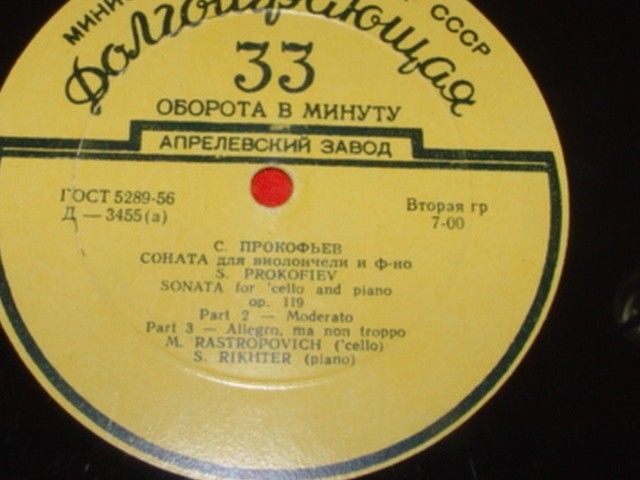 СССР
Долгоиграющая
33
ОБОРОТА В МИНУТУ
АПРЕЛЕВСКИЙ ЗАВОД
ГОСТ 5289-56
Д — 3455(а)
Вторая гр
7-00
С. ПРОКОФЬЕВ
СОНАТА для виолончели и ф-но
S. PROKOFIEV
SONATA for 'cello and piano
op. 119
Part 2 — Moderato
Part 3 — Allegro, ma non troppo
M. RASTROPOVICH ('cello)
S. RIKHTER (piano)